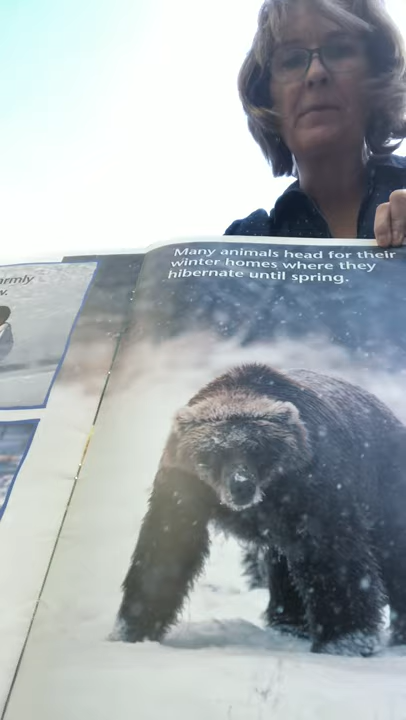 Many animals head for their
winter homes where they
hibernate until spring.